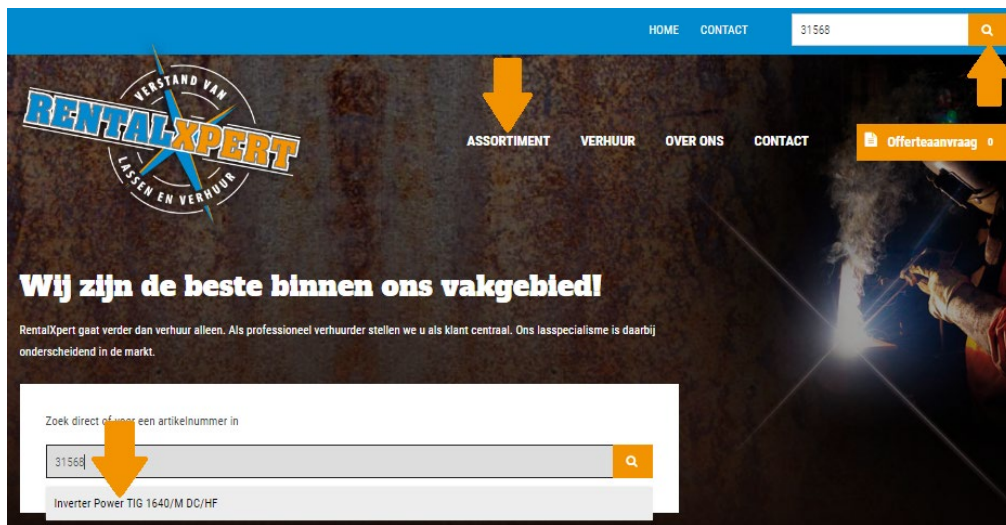 HOME CONTACT 31568
VERSTAND VAN
RENTALXPERT
LASSEN EN VERHUUR
ASSORTIMENT VERHUUR OVER ONS CONTACT Offerteaanvraag 0
Wij zijn de beste binnen ons vakgebied!
RentalXpert gaat verder dan verhuur alleen. Als professioneel verhuurder stellen we u als klant centraal. Ons lasspecialisme is daarbij
onderscheidend in de markt.
Zoek direct of voer een artikelnummer in
31568
Inverter Power TIG 1640/M DC/HF